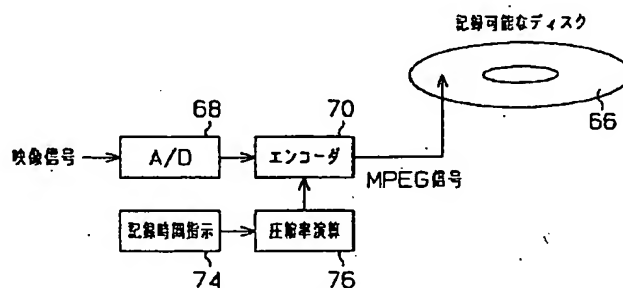 記録可能なディスク
66
68
70
映像信号
A/D
エンコーダ
MPEG信号
記録時間指示
圧縮率演算
74
76